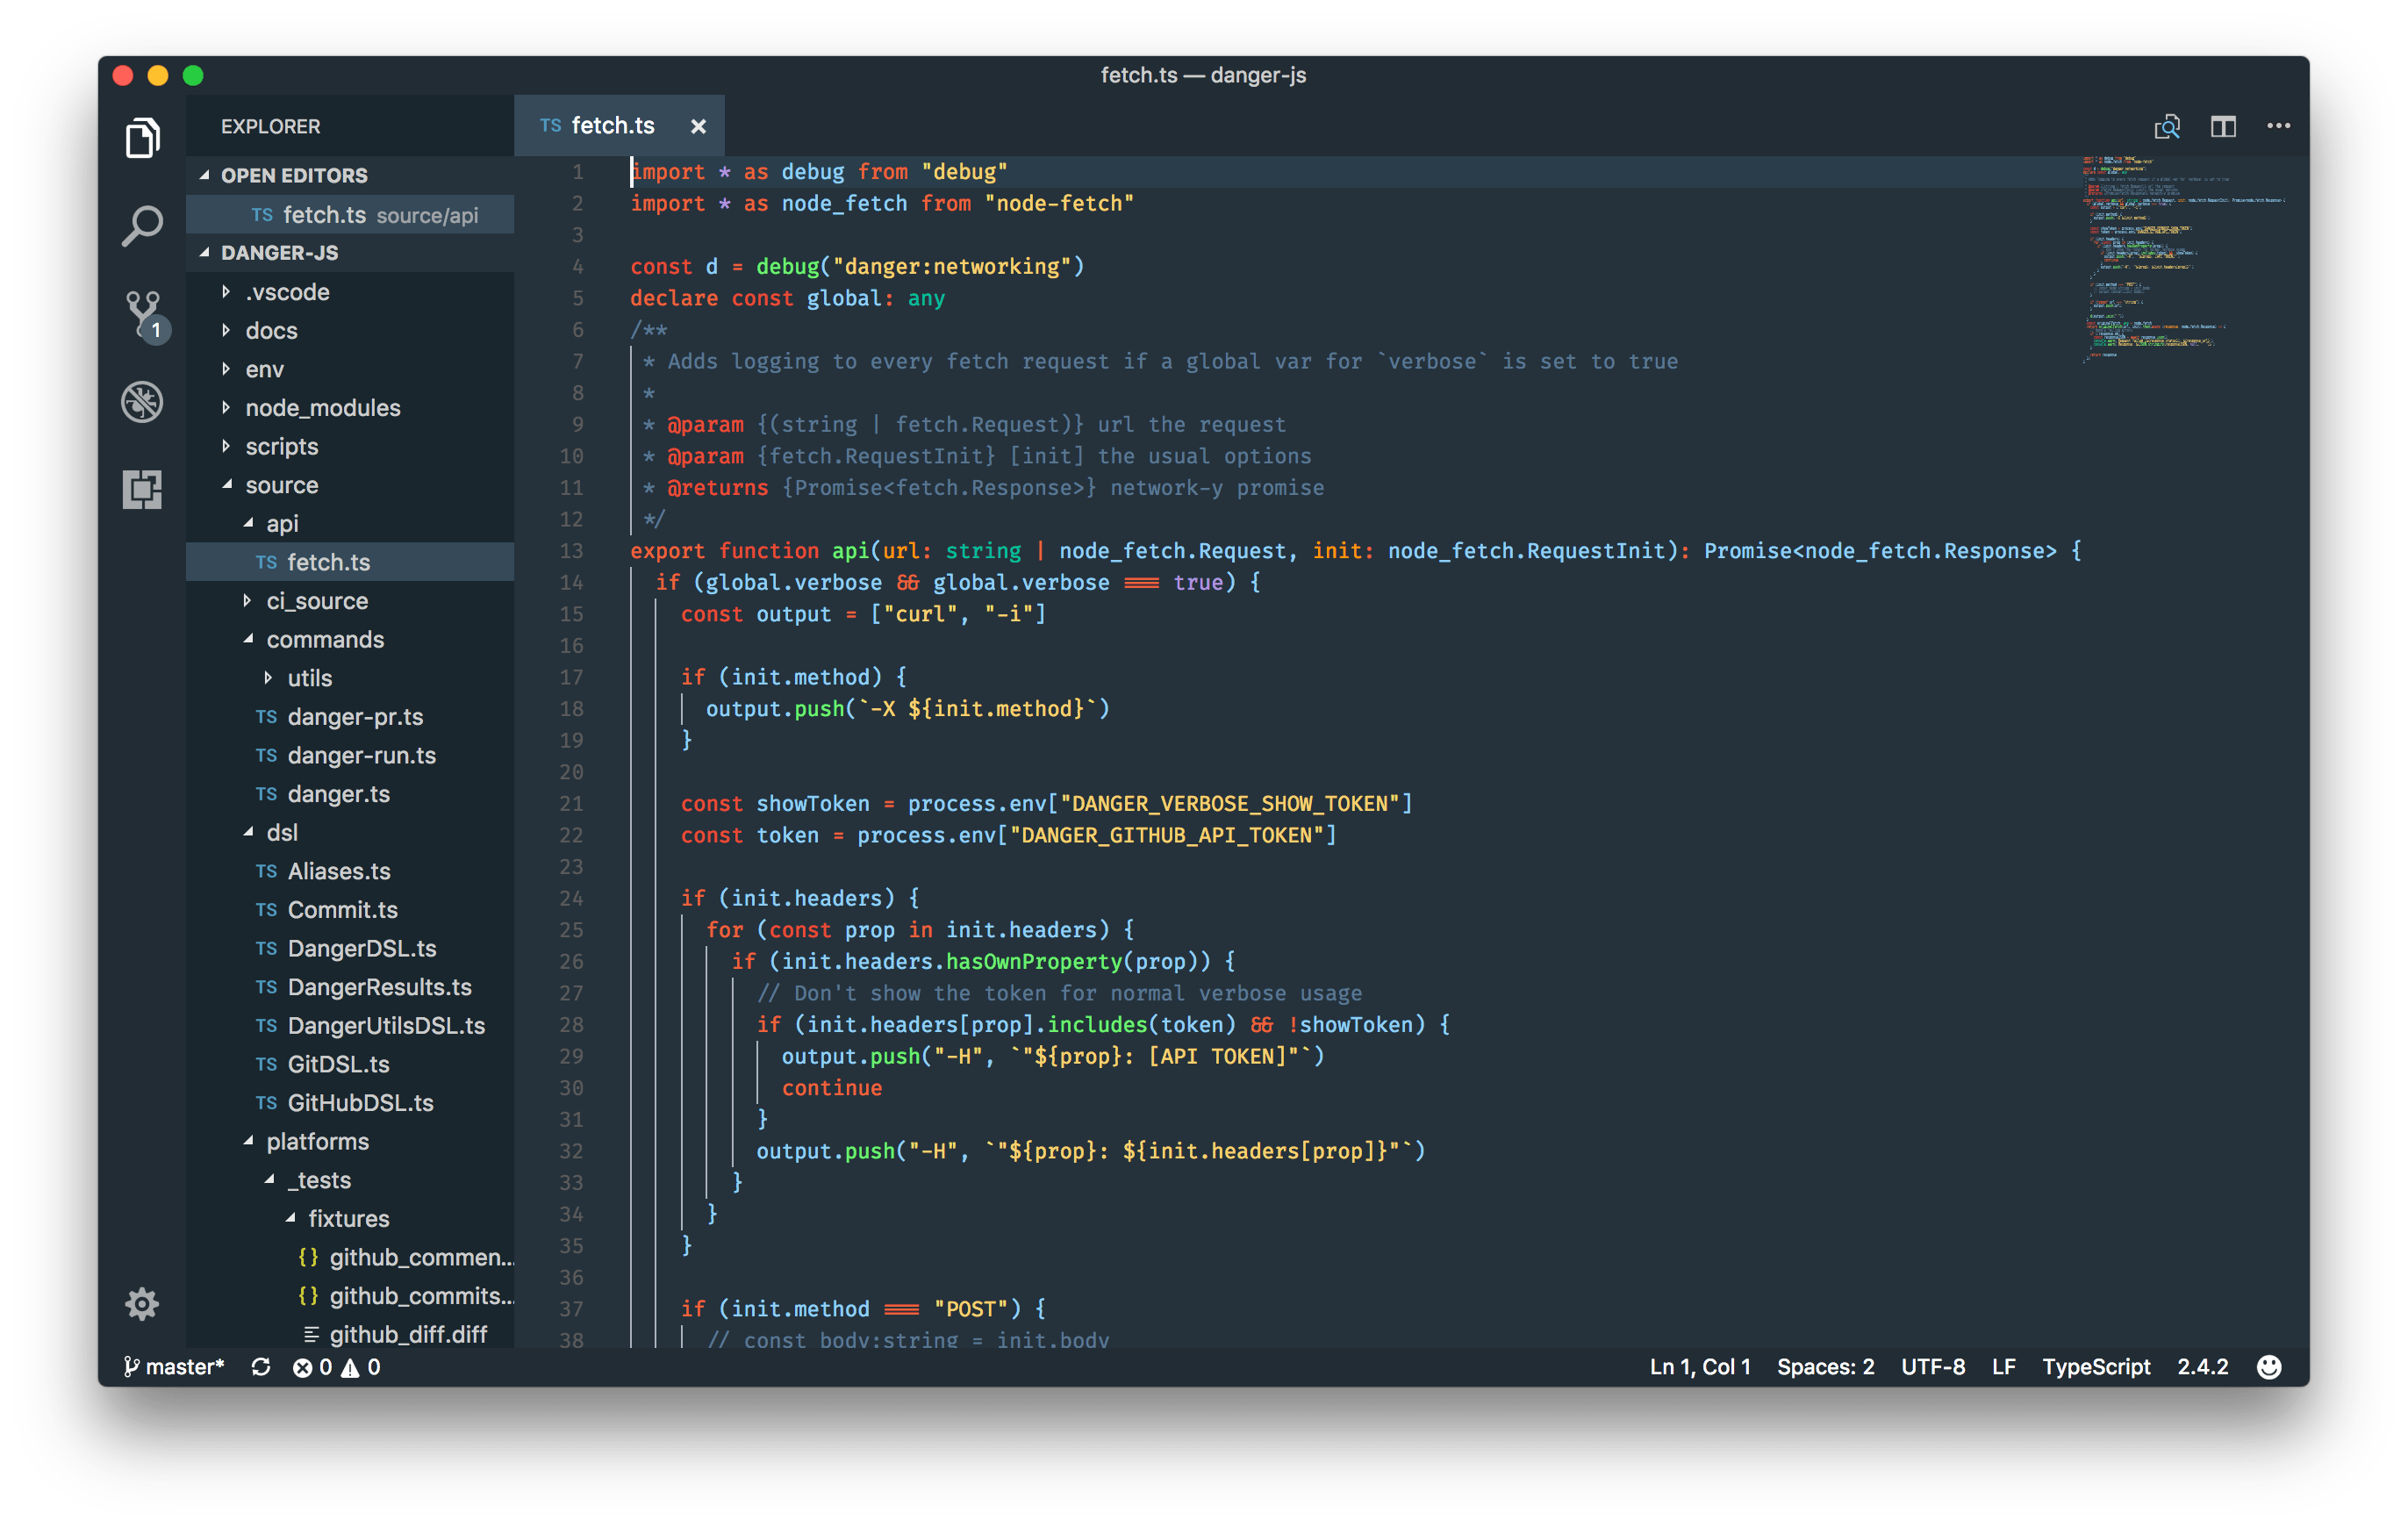 fetch.ts — danger-js
EXPLORER
OPEN EDITORS
TS fetch.ts source/api
DANGER-JS
.vscode
docs
env
node_modules
scripts
source
api
TS fetch.ts
ci_source
commands
utils
TS danger-pr.ts
TS danger-run.ts
TS danger.ts
dsl
TS Aliases.ts
TS Commit.ts
TS DangerDSL.ts
TS DangerResults.ts
TS DangerUtilsDSL.ts
TS GitDSL.ts
TS GitHubDSL.ts
platforms
_tests
fixtures
{} github_commen...
{} github_commits...
github_diff.diff
1
TS fetch.ts ×
1 import * as debug from "debug"
2 import * as node_fetch from "node-fetch"
3
4 const d = debug("danger:networking")
5 declare const global: any
6 /**
7 * Adds logging to every fetch request if a global var for `verbose` is set to true
8 *
9 * @param {(string | fetch.Request)} url the request
10 * @param {fetch.RequestInit} [init] the usual options
11 * @returns {Promise<fetch.Response>} network-y promise
12 */
13 export function api(url: string | node_fetch.Request, init: node_fetch.RequestInit): Promise<node_fetch.Response> {
14 if (global.verbose && global.verbose === true) {
15 const output = ["curl", "-i"]
16
17 if (init.method) {
18 output.push(`-X ${init.method}`)
19 }
20
21 const showToken = process.env["DANGER_VERBOSE_SHOW_TOKEN"]
22 const token = process.env["DANGER_GITHUB_API_TOKEN"]
23
24 if (init.headers) {
25 for (const prop in init.headers) {
26 if (init.headers.hasOwnProperty(prop)) {
27 // Don't show the token for normal verbose usage
28 if (init.headers[prop].includes(token) && !showToken) {
29 output.push("-H", `"${prop}: [API TOKEN]"`)
30 continue
31 }
32 output.push("-H", `"${prop}: ${init.headers[prop]}"`)
33 }
34 }
35 }
36
37 if (init.method === "POST") {
38 // const body:string = init.body
master* 0 0
Ln 1, Col 1 Spaces: 2 UTF-8 LF TypeScript 2.4.2